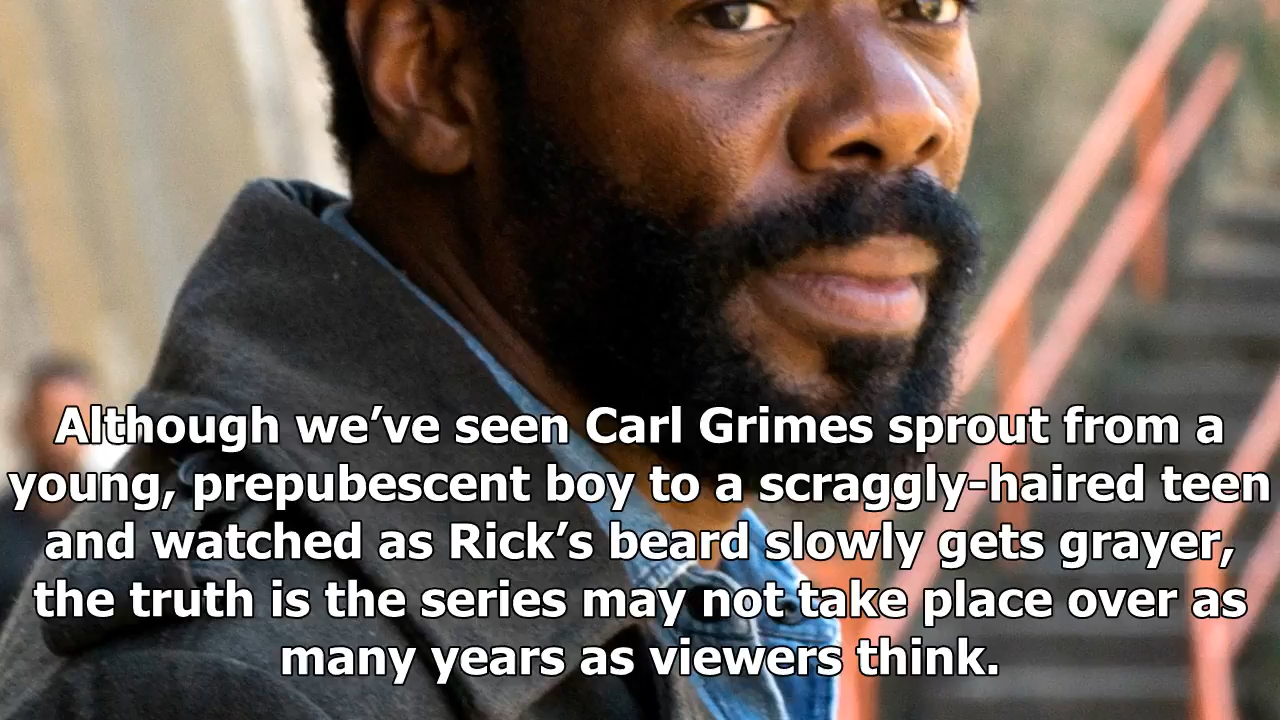 Although we’ve seen Carl Grimes sprout from a
young, prepubescent boy to a scraggly-haired teen
and watched as Rick’s beard slowly gets grayer,
the truth is the series may not take place over as
many years as viewers think.